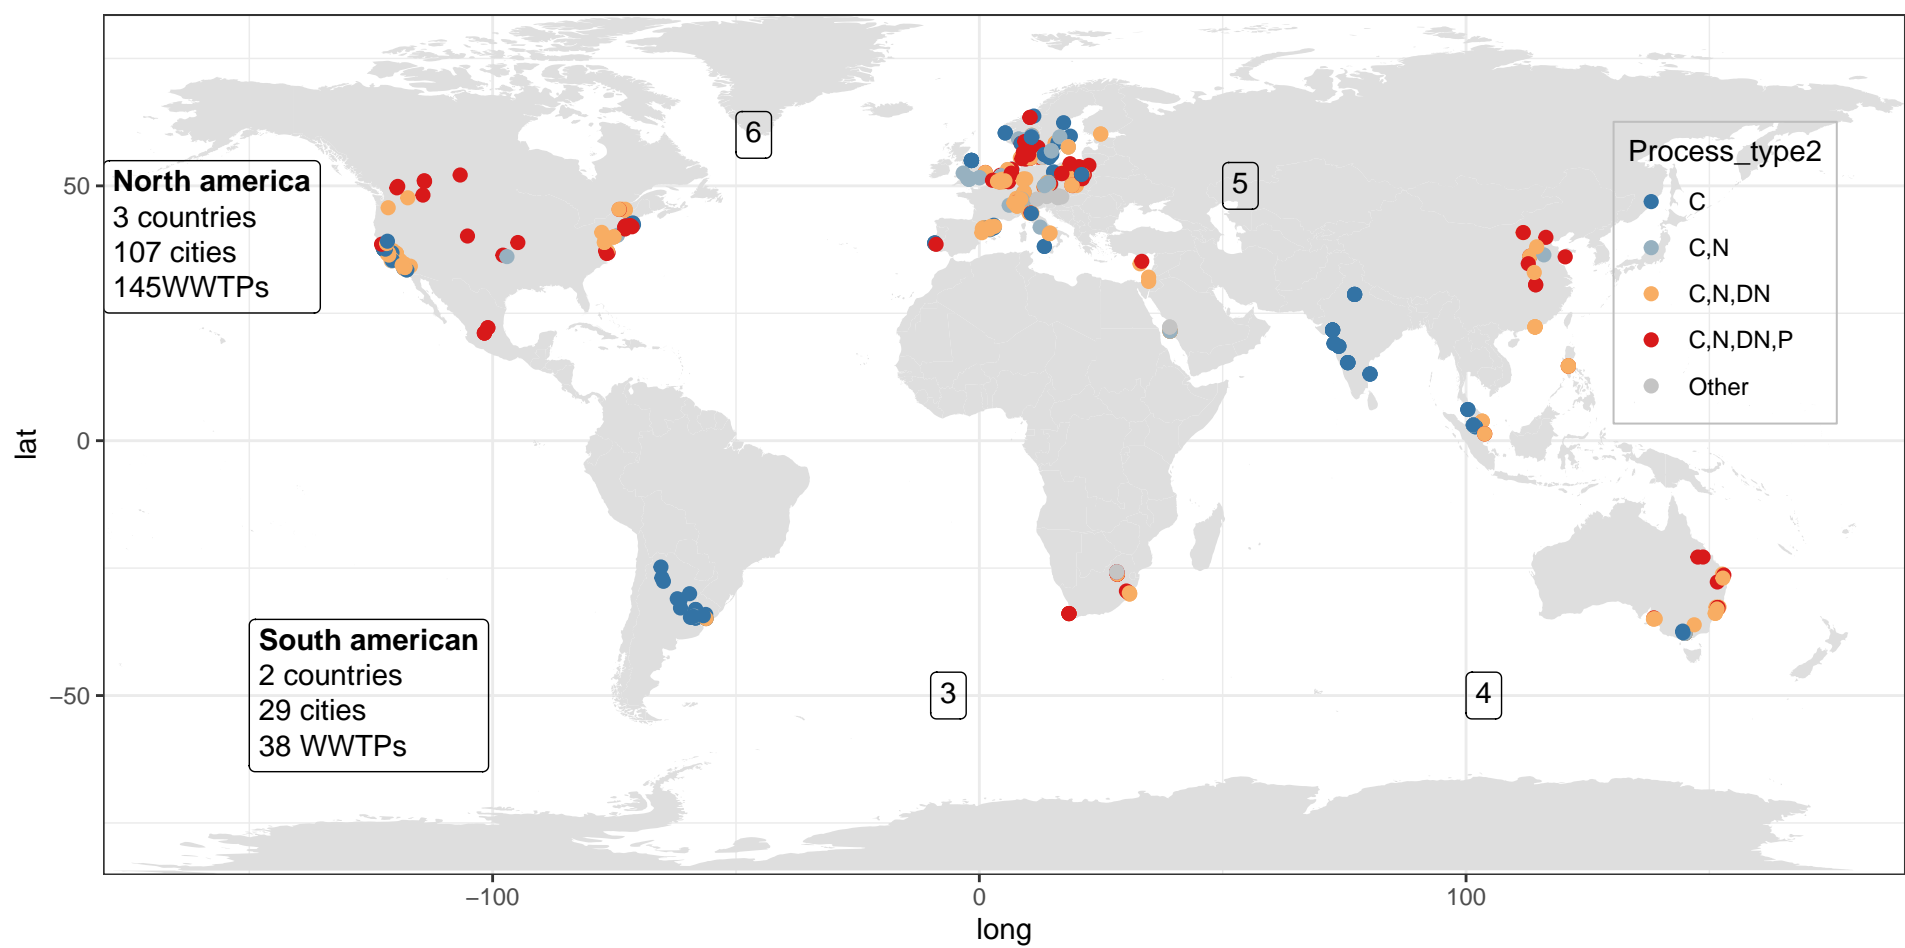 6
5
North america
3 countries
107 cities
145WWTPs
Process_type2
C
C,N
C,N,DN
C,N,DN,P
Other
South american
2 countries
29 cities
38 WWTPs
3
4
50
0
−50
lat
−100
0
100
long